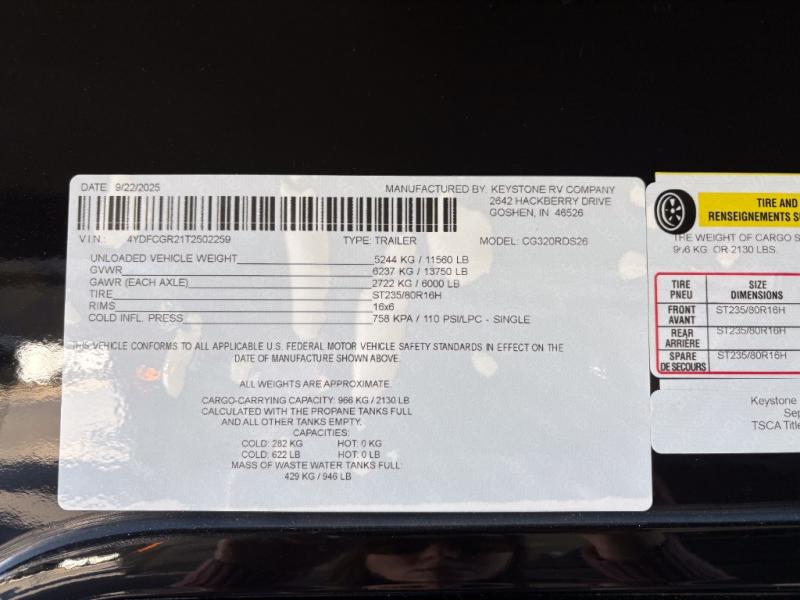 DATE: 9/22/2025
MANUFACTURED BY: KEYSTONE RV COMPANY
2642 HACKBERRY DRIVE
GOSHEN, IN 46526
V.I.N.: 4YDFCGR21T2502259 TYPE: TRAILER MODEL: CG320RDS26
UNLOADED VEHICLE WEIGHT 5244 KG / 11560 LB
GVWR 6237 KG / 13750 LB
GAWR (EACH AXLE) 2722 KG / 6000 LB
TIRE ST235/80R16H
RIMS 16x6
COLD INFL. PRESS 758 KPA / 110 PSI/LPC - SINGLE
THIS VEHICLE CONFORMS TO ALL APPLICABLE U.S. FEDERAL MOTOR VEHICLE SAFETY STANDARDS IN EFFECT ON THE
DATE OF MANUFACTURE SHOWN ABOVE.
ALL WEIGHTS ARE APPROXIMATE.
CARGO-CARRYING CAPACITY: 966 KG / 2130 LB
CALCULATED WITH THE PROPANE TANKS FULL
AND ALL OTHER TANKS EMPTY.
CAPACITIES:
COLD: 282 KG HOT: 0 KG
COLD: 622 LB HOT: 0 LB
MASS OF WASTE WATER TANKS FULL:
429 KG / 946 LB
TIRE AND
RENSEIGNEMENTS S
THE WEIGHT OF CARGO S
966 KG OR 2130 LBS.
TIRE SIZE
PNEU DIMENSIONS
FRONT ST235/80R16H
AVANT
REAR ST235/80R16H
ARRIÈRE
SPARE ST235/80R16H
DE SECOURS
Keystone
Sep
TSCA Title